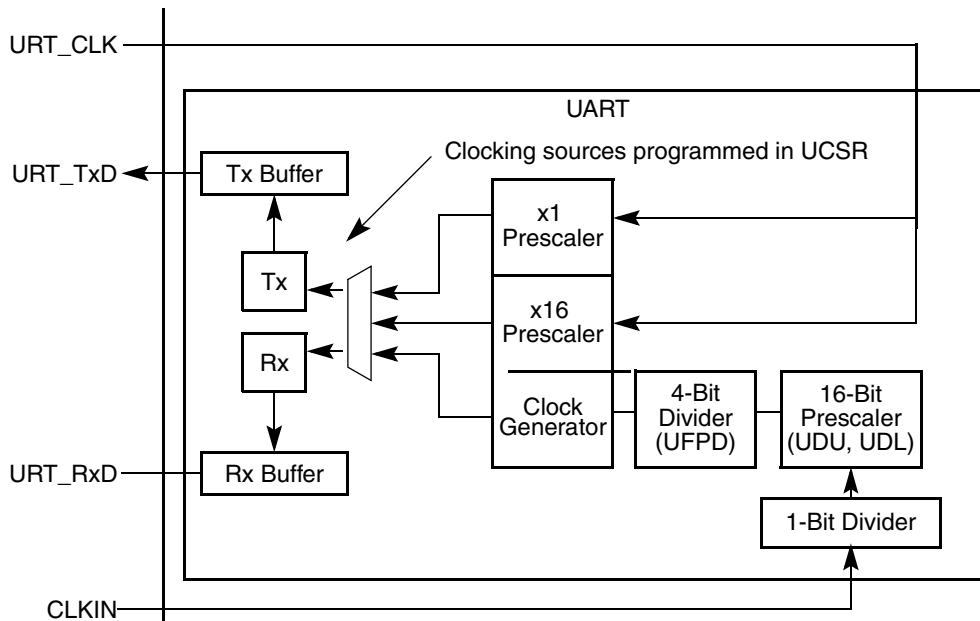 URT_CLK
UART
Clocking sources programmed in UCSR
URT_TxD
Tx Buffer
x1
Prescaler
Tx
x16
Prescaler
Rx
Clock
Generator
4-Bit
Divider
(UFPD)
16-Bit
Prescaler
(UDU, UDL)
URT_RxD
Rx Buffer
1-Bit Divider
CLKIN